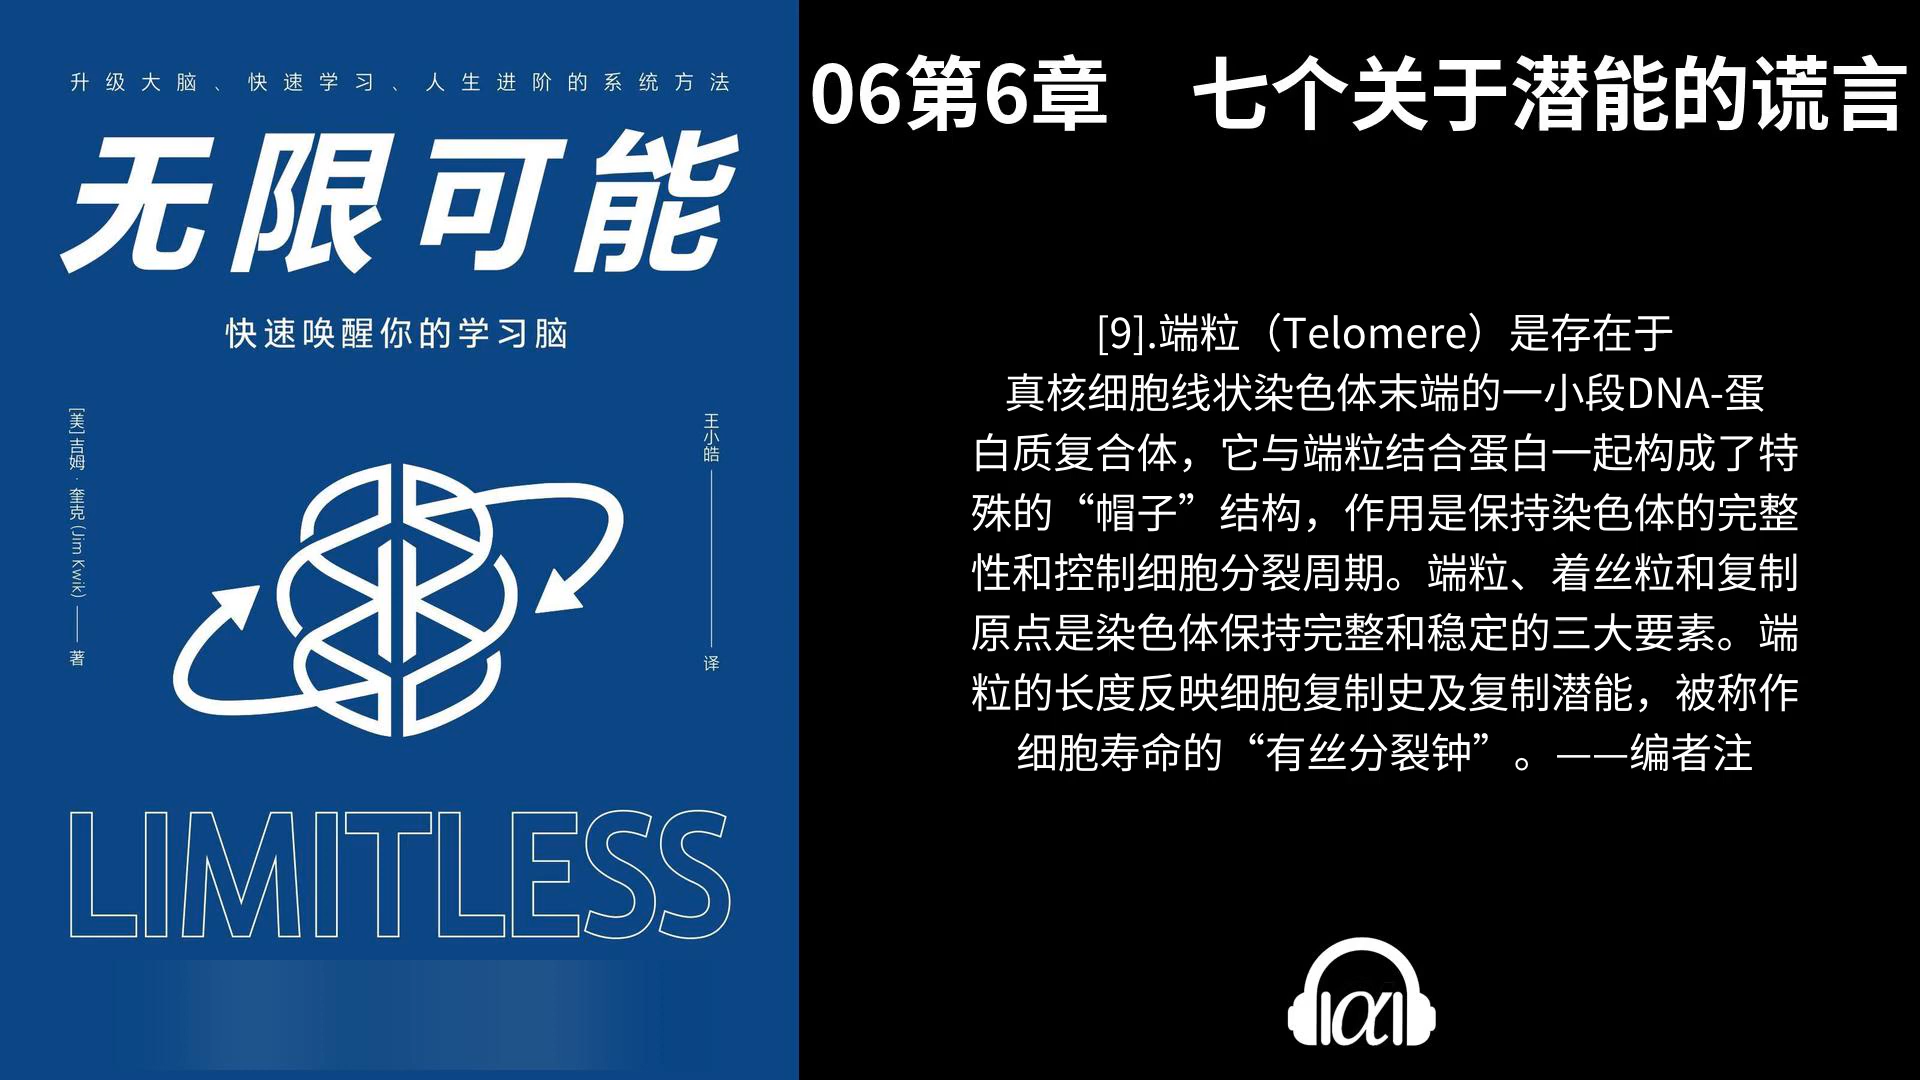 升级大脑、快速学习、人生进阶的系统方法
无限可能
快速唤醒你的学习脑
[美]吉姆·奎克(Jim Kwik)——著
王小皓——译
LIMITLESS
06第6章　七个关于潜能的谎言
[9].端粒（Telomere）是存在于
真核细胞线状染色体末端的一小段DNA-蛋
白质复合体，它与端粒结合蛋白一起构成了特
殊的“帽子”结构，作用是保持染色体的完整
性和控制细胞分裂周期。端粒、着丝粒和复制
原点是染色体保持完整和稳定的三大要素。端
粒的长度反映细胞复制史及复制潜能，被称作
细胞寿命的“有丝分裂钟”。——编者注